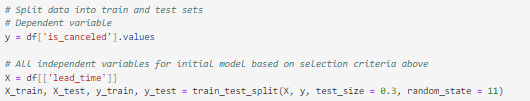 # Split data into train and test sets
# Dependent variable
y = df['is_canceled'].values
# All independent variables for initial model based on selection criteria above
X = df[['lead_time']]
X_train, X_test, y_train, y_test = train_test_split(X, y, test_size = 0.3, random_state = 11)